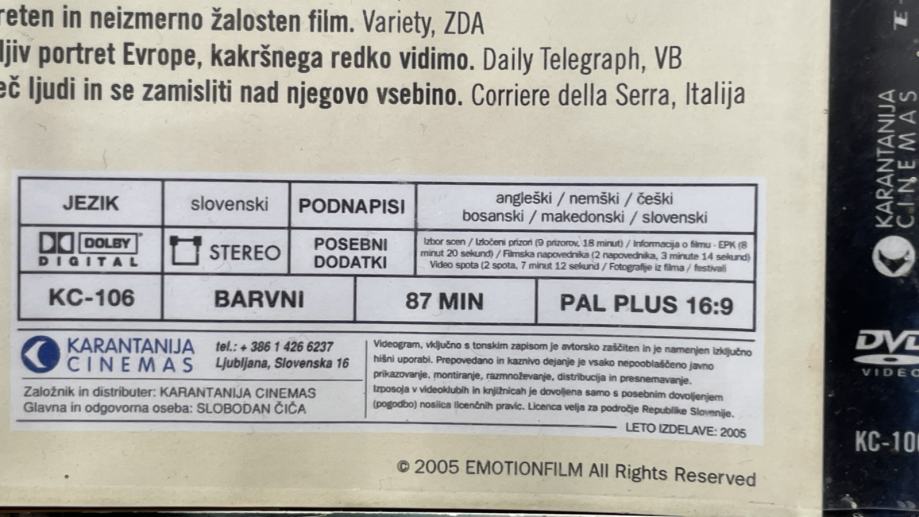 reten in neizmerno žalosten film. Variety, ZDA
ljiv portret Evrope, kakršnega redko vidimo. Daily Telegraph, VB
eč ljudi in se zamisliti nad njegovo vsebino. Corriere della Serra, Italija
JEZIK
slovenski
PODNAPISI
angleški / nemški / češki
bosanski / makedonski / slovenski
DOLBY
DIGITAL
STEREO
POSEBNI
DODATKI
Izbor scen / Izločeni prizori (9 prizorov, 18 minut) / Informacija o filmu - EPK (8
minut 20 sekund) / Filmska napovednika (2 napovednika, 3 minute 14 sekund)
Video spota (2 spota, 7 minut 12 sekund / Fotografije iz filma / festivali
KC-106
BARVNI
87 MIN
PAL PLUS 16:9
KARANTANIJA
CINEMAS
tel.: + 386 1 426 6237
Ljubljana, Slovenska 16
Založnik in distributer: KARANTANIJA CINEMAS
Glavna in odgovorna oseba: SLOBODAN ČIČA
Videogram, vključno s tonskim zapisom je avtorsko zaščiten in je namenjen izključno
hišni uporabi. Prepovedano in kaznivo dejanje je vsako nepooblaščeno javno
prikazovanje, montiranje, razmnoževanje, distribucija in presnemavanje.
Izposoja v videoklubih in knjižnicah je dovoljena samo s posebnim dovoljenjem
(pogodbo) nosilca licenčnih pravic. Licenca velja za področje Republike Slovenije.
LETO IZDELAVE: 2005
© 2005 EMOTIONFILM All Rights Reserved
KARANTANIJA
CINEMAS
DVD
VIDEO
KC-10